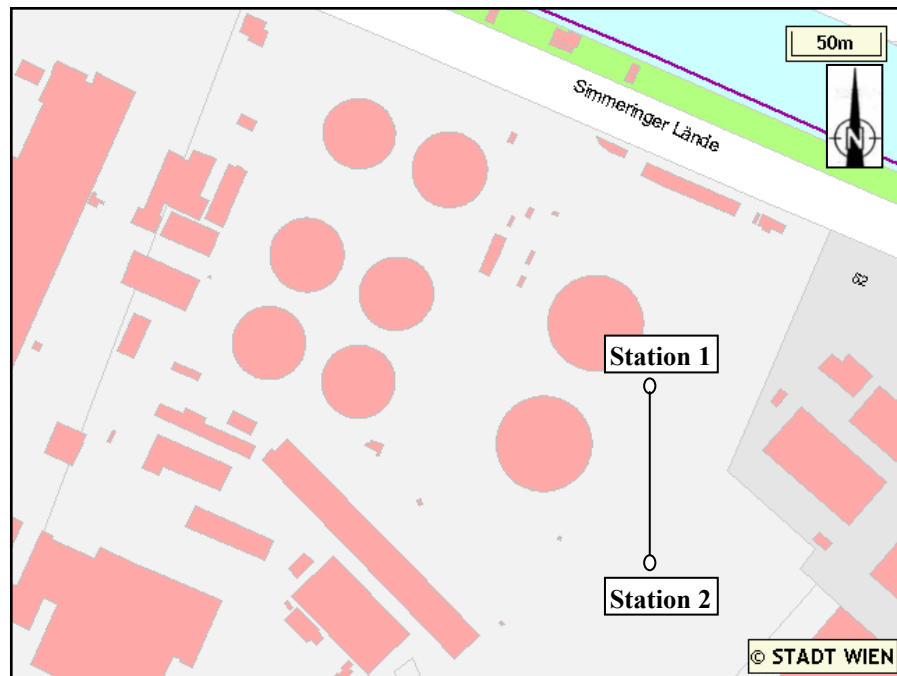 50m
Simmeringer Lände
N
62
Station 1
Station 2
© STADT WIEN